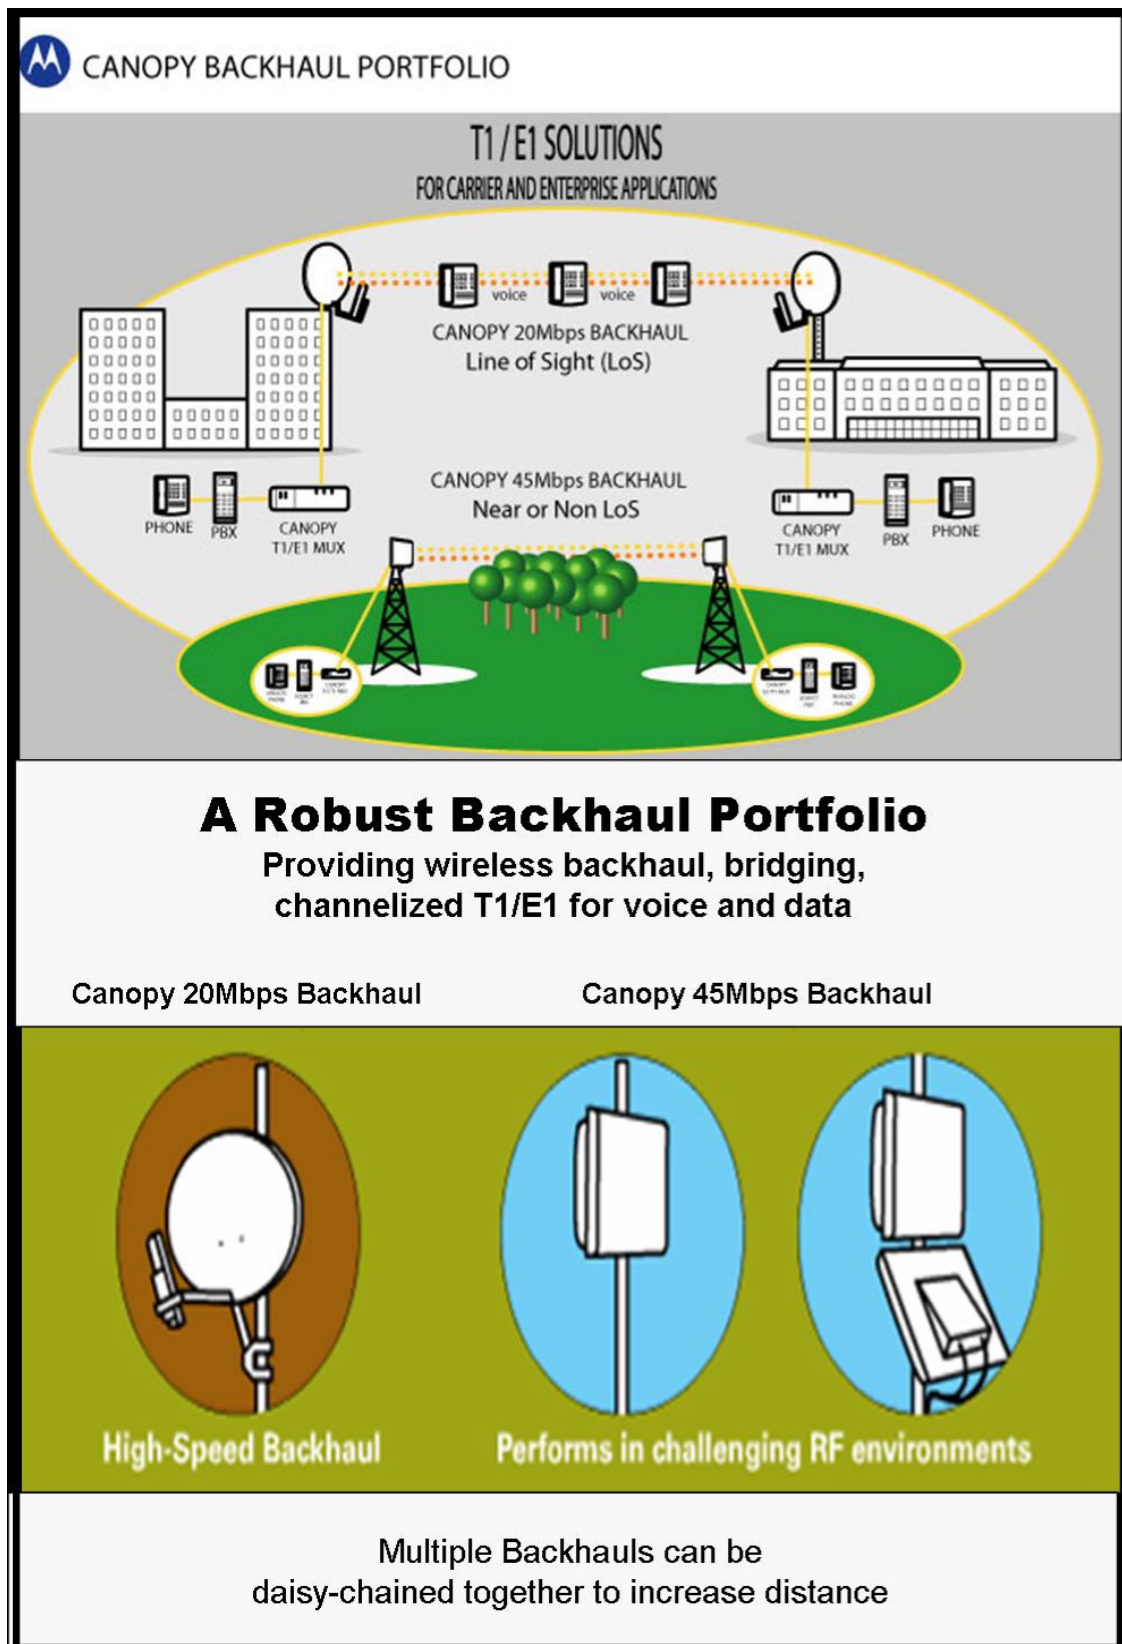 CANOPY BACKHAUL PORTFOLIO
T1 / E1 SOLUTIONS
FOR CARRIER AND ENTERPRISE APPLICATIONS
voice voice
CANOPY 20Mbps BACKHAUL
Line of Sight (LoS)
CANOPY 45Mbps BACKHAUL
Near or Non LoS
PHONE PBX CANOPY
T1/E1 MUX
CANOPY
T1/E1 MUX
PBX PHONE
A Robust Backhaul Portfolio
Providing wireless backhaul, bridging,
channelized T1/E1 for voice and data
Canopy 20Mbps Backhaul Canopy 45Mbps Backhaul
High-Speed Backhaul Performs in challenging RF environments
Multiple Backhauls can be
daisy-chained together to increase distance